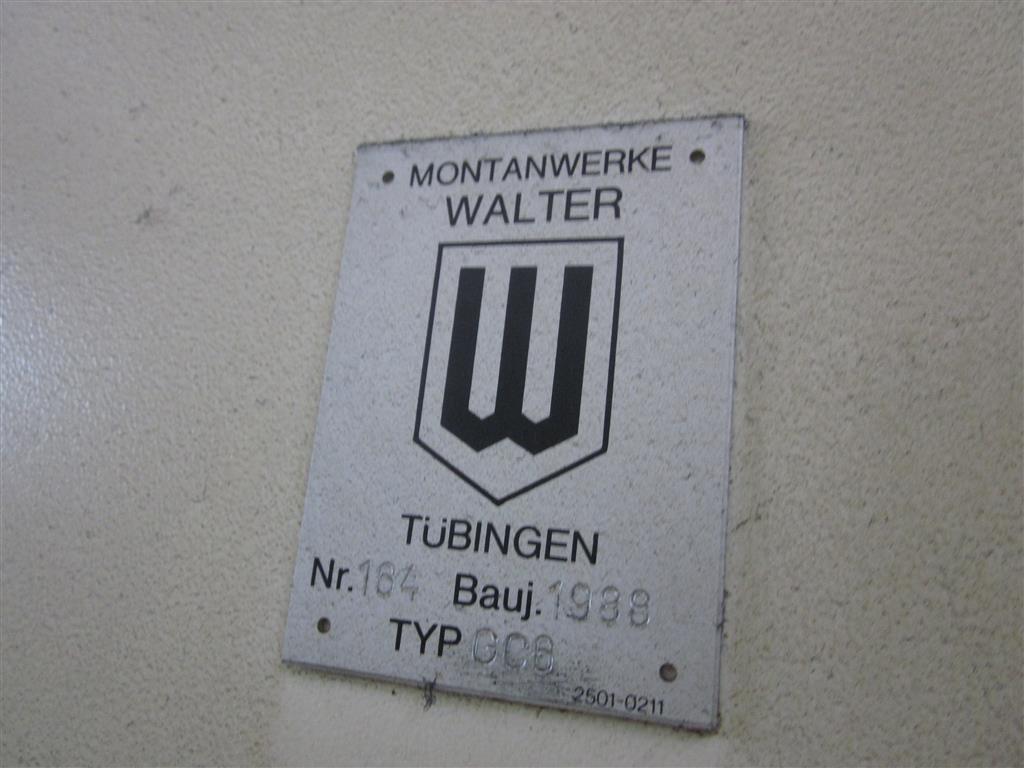 MONTANWERKE
WALTER
W
TÜBINGEN
Nr. 164 Bauj. 1988
TYP GC6
2501-0211